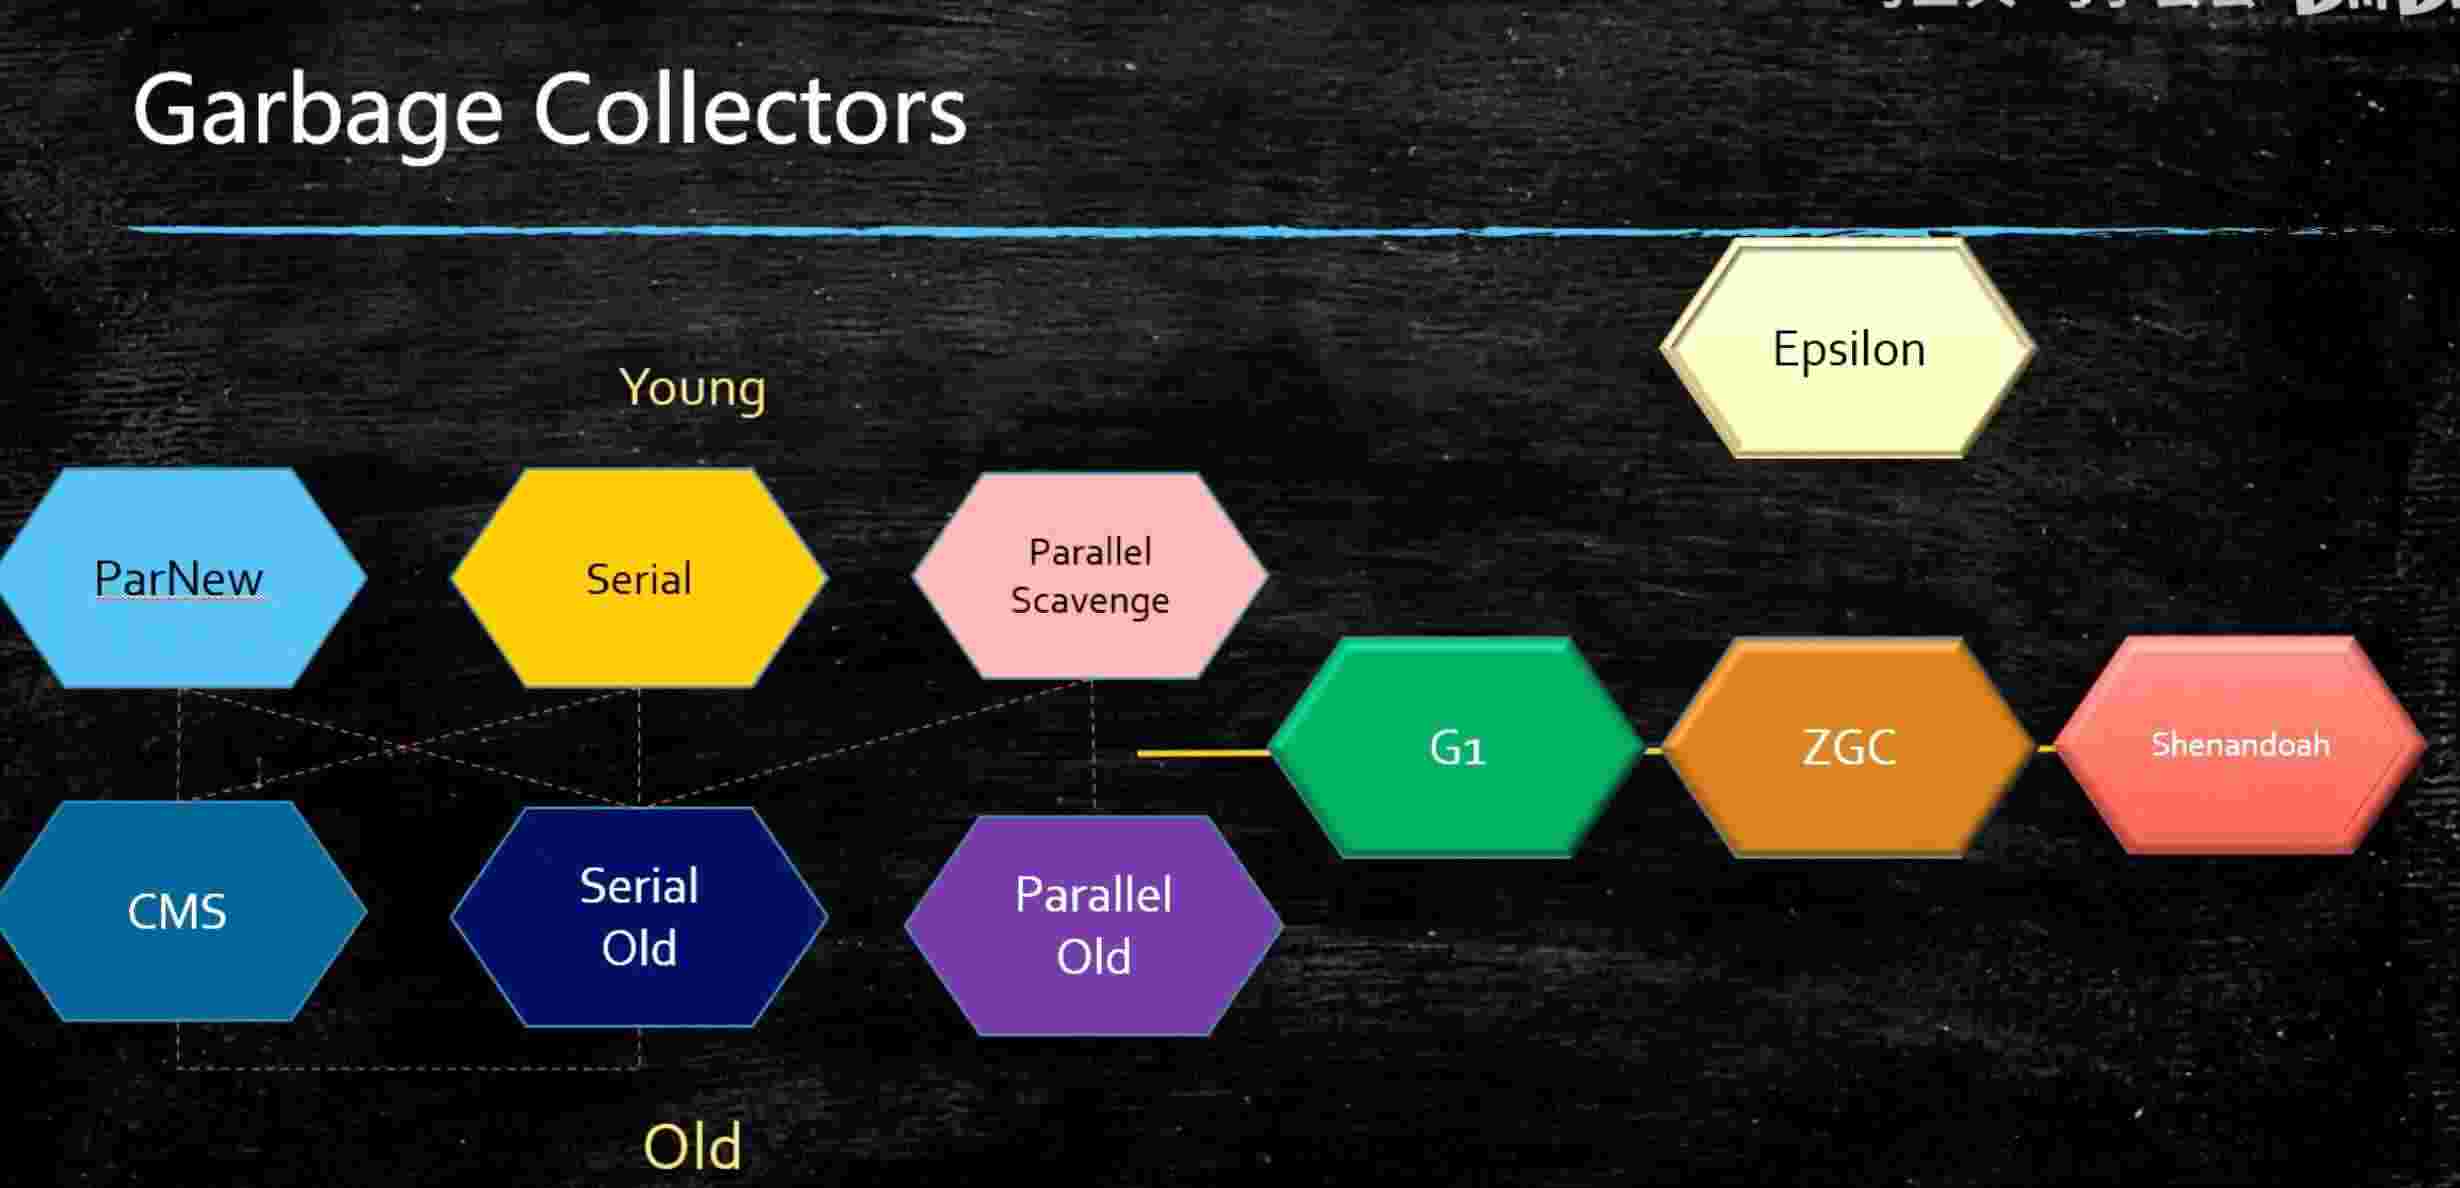 Garbage Collectors
Epsilon
Young
ParNew
Serial
Parallel
Scavenge
G1
ZGC
Shenandoah
CMS
Serial
Old
Parallel
Old
Old